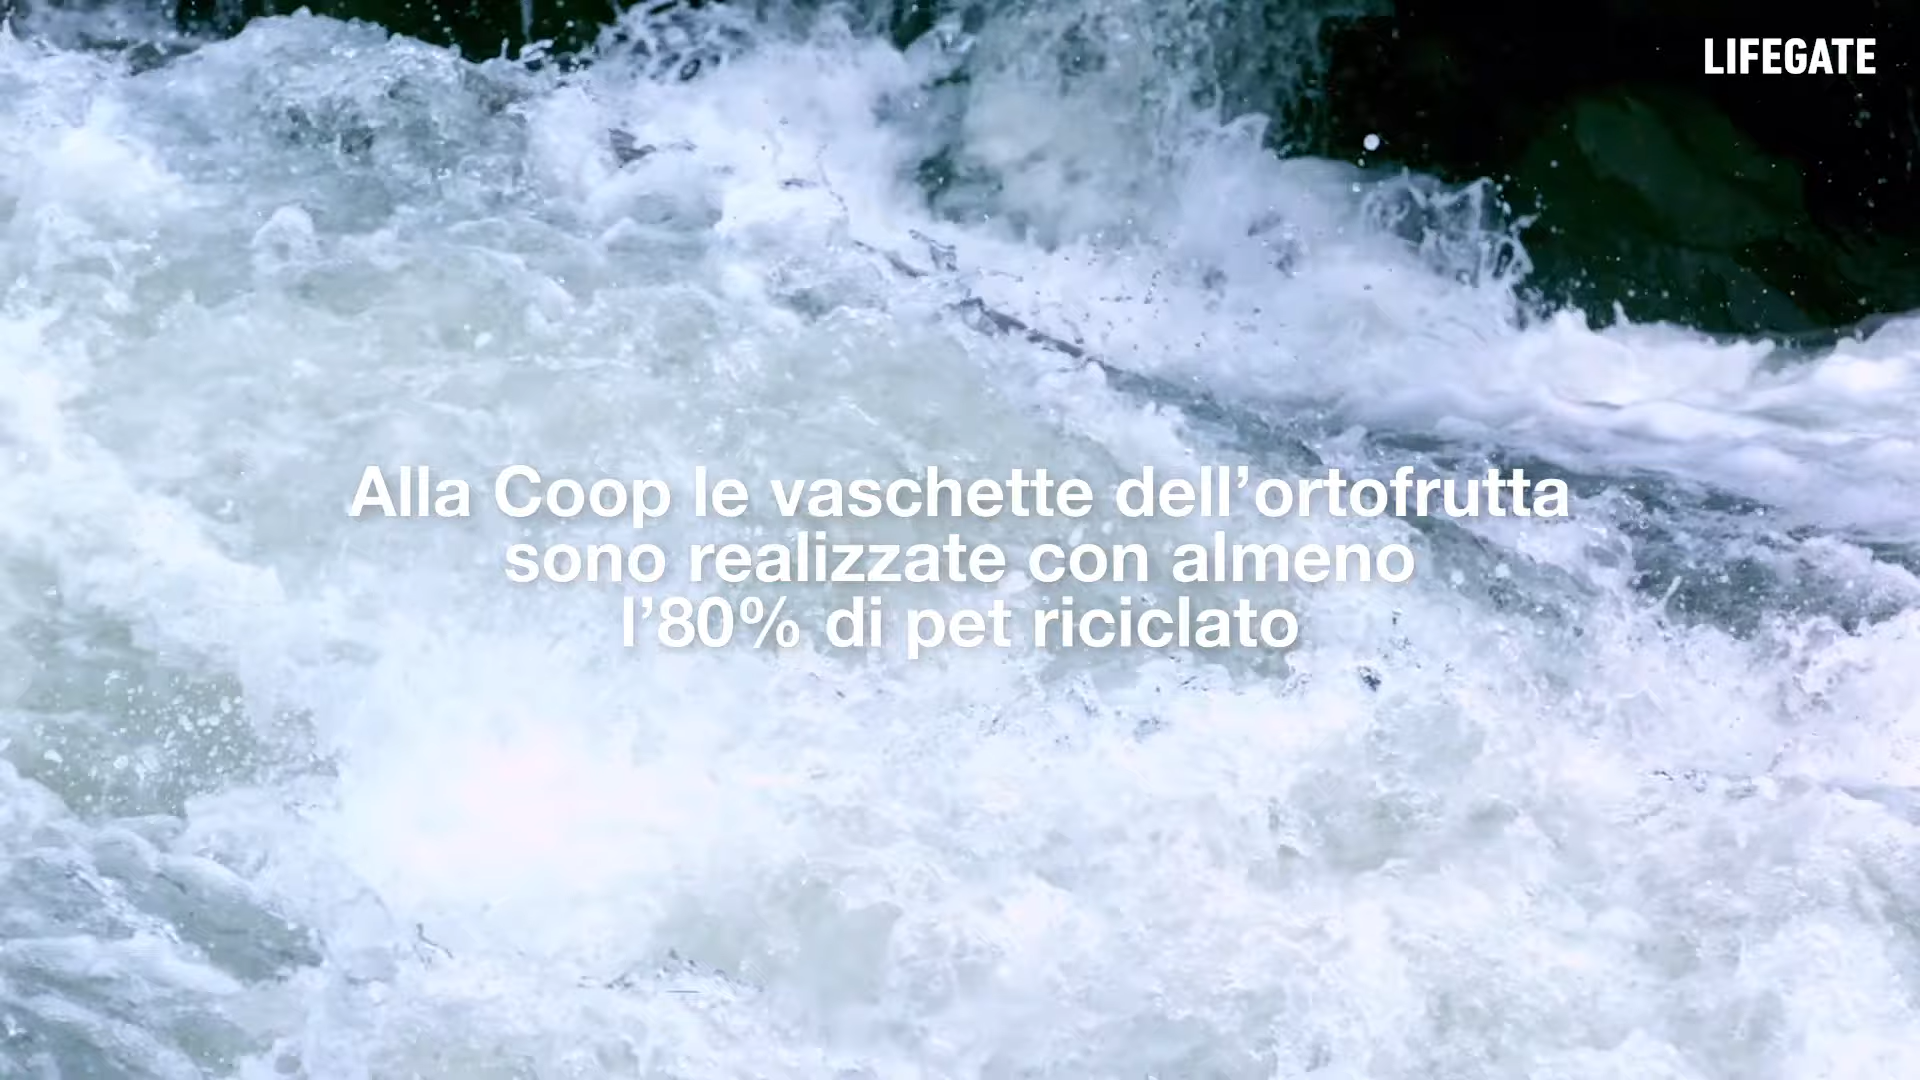 LIFEGATE
Alla Coop le vaschette dell’ortofrutta
sono realizzate con almeno
l’80% di pet riciclato